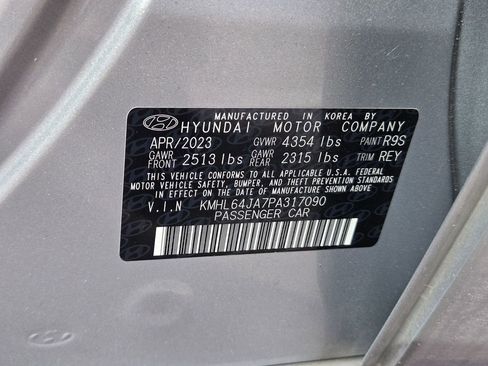 MANUFACTURED IN KOREA BY
HYUNDAI MOTOR COMPANY
APR/2023 GVWR 4354 lbs PAINT R9S
GAWR FRONT 2513 lbs GAWR REAR 2315 lbs TRIM REY
THIS VEHICLE CONFORMS TO ALL APPLICABLE U.S.A. FEDERAL
MOTOR VEHICLE SAFETY, BUMPER, AND THEFT PREVENTION STANDARDS
IN EFFECT ON THE DATE OF MANUFACTURE SHOWN ABOVE.
V.I.N KMHL64JA7PA317090
PASSENGER CAR